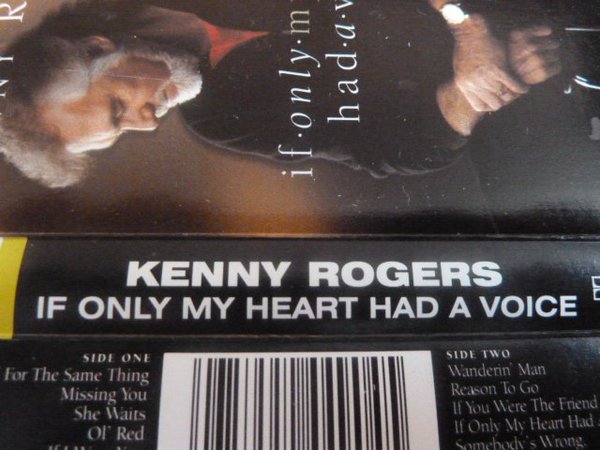 if·only·m
had·a·v
KENNY ROGERS
IF ONLY MY HEART HAD A VOICE
SIDE ONE
For The Same Thing
Missing You
She Waits
Ol' Red
SIDE TWO
Wanderin' Man
Reason To Go
If You Were The Friend
If Only My Heart Had
Somebody's Wrong